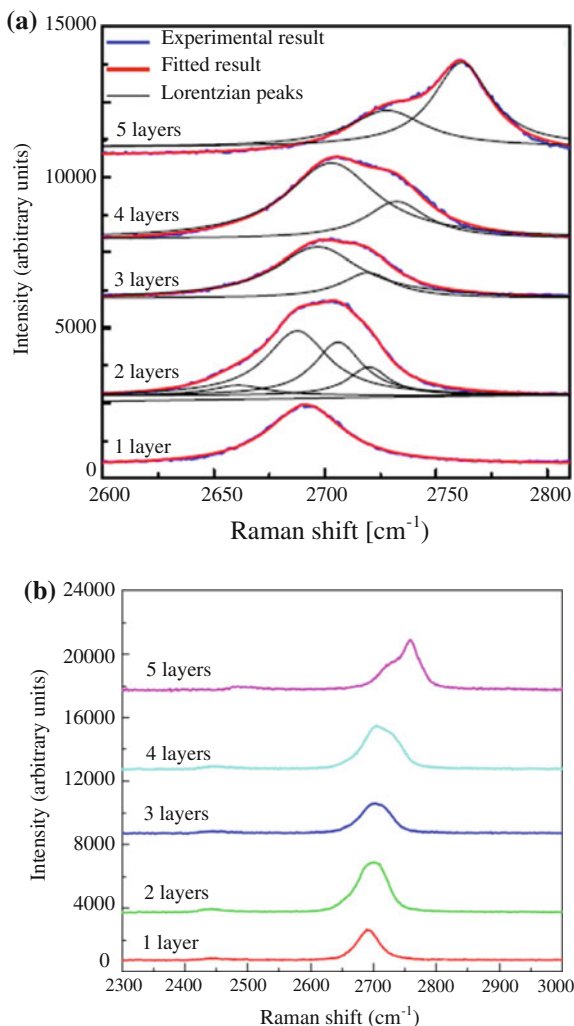 (a)
15000
10000
5000
0
Intensity (arbitrary units)
Experimental result
Fitted result
Lorentzian peaks
5 layers
4 layers
3 layers
2 layers
1 layer
2600 2650 2700 2750 2800
Raman shift [cm⁻¹]
(b)
24000
20000
16000
12000
8000
4000
0
Intensity (arbitrary units)
5 layers
4 layers
3 layers
2 layers
1 layer
2300 2400 2500 2600 2700 2800 2900 3000
Raman shift (cm⁻¹)